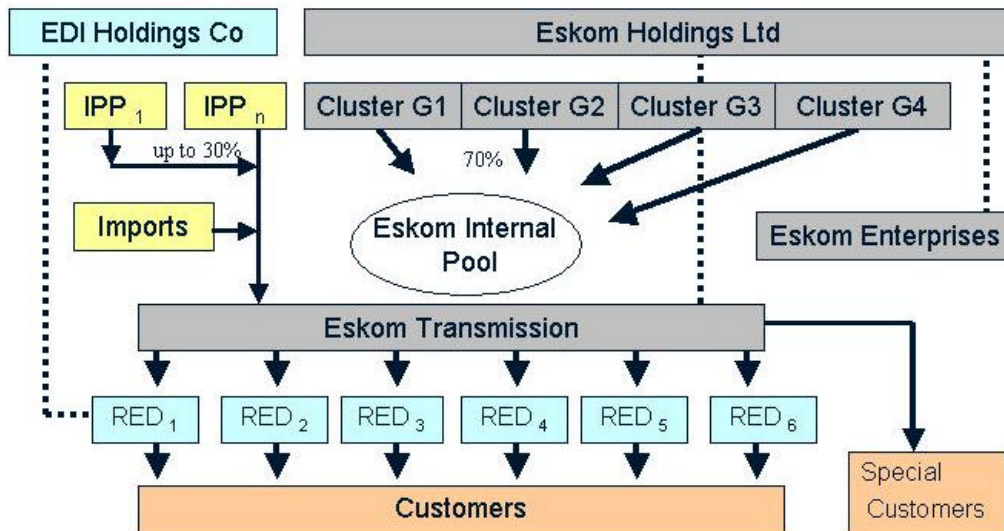 EDI Holdings Co
Eskom Holdings Ltd
IPP 1
IPP n
Cluster G1
Cluster G2
Cluster G3
Cluster G4
up to 30%
70%
Imports
Eskom Internal
Pool
Eskom Enterprises
Eskom Transmission
RED 1
RED 2
RED 3
RED 4
RED 5
RED 6
Customers
Special
Customers